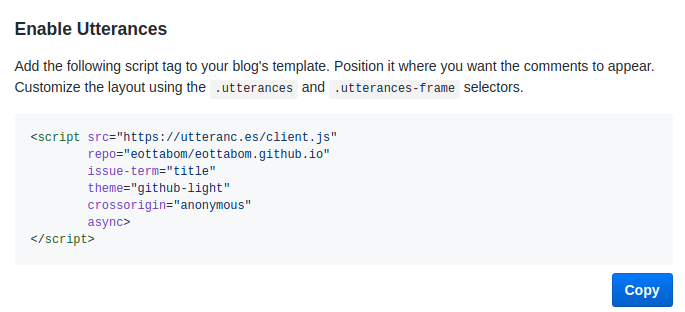 Enable Utterances
Add the following script tag to your blog's template. Position it where you want the comments to appear.
Customize the layout using the .utterances and .utterances-frame selectors.
<script src="https://utteranc.es/client.js"
        repo="eottabom/eottabom.github.io"
        issue-term="title"
        theme="github-light"
        crossorigin="anonymous"
        async>
</script>
Copy